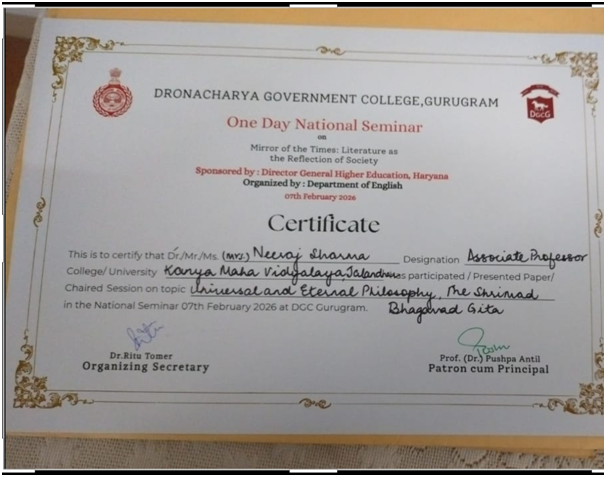 DRONACHARYA GOVERNMENT COLLEGE,GURUGRAM
DGCG
One Day National Seminar
on
Mirror of the Times: Literature as
the Reflection of Society
Sponsored by : Director General Higher Education, Haryana
Organized by : Department of English
07th February 2026
Certificate
This is to certify that Dr./Mr./Ms. (Mrs.) Neeraj Sharma Designation Associate Professor
College/ University Kanya Maha Vidyalaya, Jalandhar has participated / Presented Paper/
Chaired Session on topic Universal and Eternal Philosophy, The Shrimad
in the National Seminar 07th February 2026 at DGC Gurugram. Bhagavad Gita
Dr.Ritu Tomer
Organizing Secretary
Prof. (Dr.) Pushpa Antil
Patron cum Principal